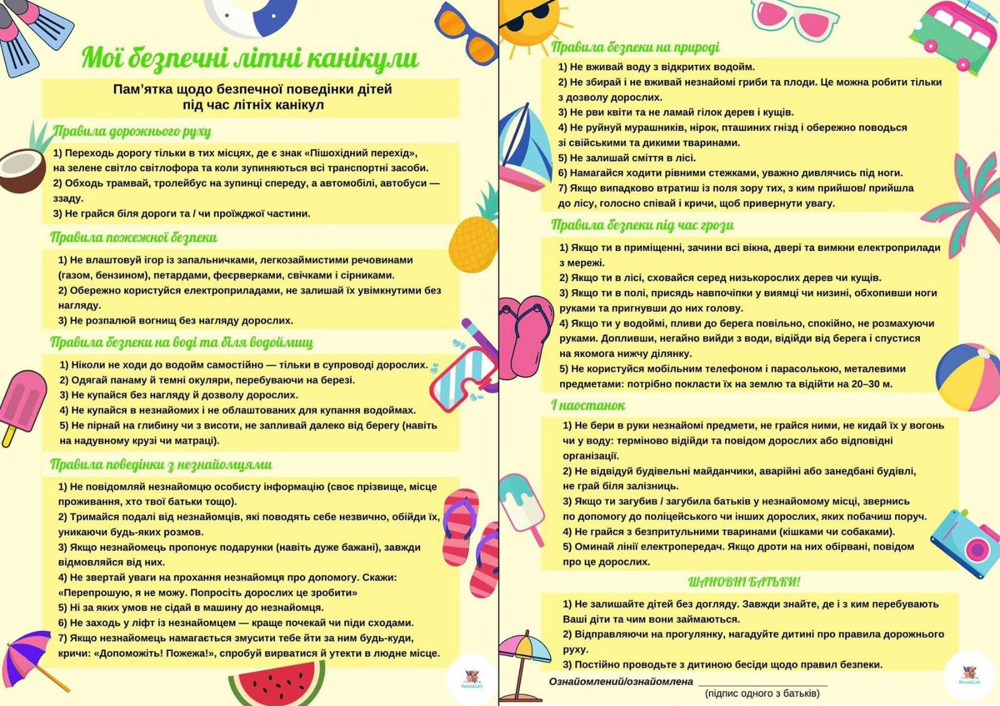 Мої безпечні літні канікули
Пам’ятка щодо безпечної поведінки дітей
під час літніх канікул
Правила дорожнього руху
1) Переходь дорогу тільки в тих місцях, де є знак «Пішохідний перехід»,
на зелене світло світлофора та коли зупиняються всі транспортні засоби.
2) Обходь трамвай, тролейбус на зупинці спереду, а автомобілі, автобуси —
ззаду.
3) Не грайся біля дороги та / чи проїжджої частини.
Правила пожежної безпеки
1) Не влаштовуй ігор із запальничками, легкозаймистими речовинами
(газом, бензином), петардами, феєрверками, свічками і сірниками.
2) Обережно користуйся електроприладами, не залишай їх увімкнутими без
нагляду.
3) Не розпалюй вогнищ без нагляду дорослих.
Правила безпеки на воді та біля водоймищ
1) Ніколи не ходи до водойм самостійно — тільки в супроводі дорослих.
2) Одягай панаму й темні окуляри, перебуваючи на березі.
3) Не купайся без нагляду й дозволу дорослих.
4) Не купайся в незнайомих і не облаштованих для купання водоймах.
5) Не пірнай на глибину чи з висоти, не запливай далеко від берегу (навіть
на надувному крузі чи матраці).
Правила поведінки з незнайомцями
1) Не повідомляй незнайомцю особисту інформацію (своє прізвище, місце
проживання, хто твої батьки тощо).
2) Тримайся подалі від незнайомців, які поводять себе незвично, обійди їх,
уникаючи будь-яких розмов.
3) Якщо незнайомець пропонує подарунки (навіть дуже бажані), завжди
відмовляйся від них.
4) Не звертай уваги на прохання незнайомця про допомогу. Скажи:
«Перепрошую, я не можу. Попросіть дорослих це зробити»
5) Ні за яких умов не сідай в машину до незнайомця.
6) Не заходь у ліфт із незнайомцем — краще почекай чи піди сходами.
7) Якщо незнайомець намагається змусити тебе йти за ним будь-куди,
кричи: «Допоможіть! Пожежа!», спробуй вирватися й утекти в людне місце.
Правила безпеки на природі
1) Не вживай воду з відкритих водойм.
2) Не збирай і не вживай незнайомі гриби та плоди. Це можна робити тільки
з дозволу дорослих.
3) Не рви квіти та не ламай гілок дерев і кущів.
4) Не руйнуй мурашників, нірок, пташиних гнізд і обережно поводься
зі свійськими та дикими тваринами.
5) Не залишай сміття в лісі.
6) Намагайся ходити рівними стежками, уважно дивлячись під ноги.
7) Якщо випадково втратиш із поля зору тих, з ким прийшов/ прийшла
до лісу, голосно співай і кричи, щоб привернути увагу.
Правила безпеки під час грози
1) Якщо ти в приміщенні, зачини всі вікна, двері та вимкни електроприлади
з мережі.
2) Якщо ти в лісі, сховайся серед низькорослих дерев чи кущів.
3) Якщо ти в полі, присядь навпочіпки у виямці чи низині, обхопивши ноги
руками та пригнувши до них голову.
4) Якщо ти у водоймі, пливи до берега повільно, спокійно, не розмахуючи
руками. Допливши, негайно вийди з води, відійди від берега і спустися
на якомога нижчу ділянку.
5) Не користуйся мобільним телефоном і парасолькою, металевими
предметами: потрібно покласти їх на землю та відійти на 20–30 м.
І наостанок
1) Не бери в руки незнайомі предмети, не грайся ними, не кидай їх у вогонь
чи у воду: терміново відійди та повідом дорослих або відповідні
організації.
2) Не відвідуй будівельні майданчики, аварійні або занедбані будівлі,
не грай біля залізниць.
3) Якщо ти загубив / загубила батьків у незнайомому місці, звернись
по допомогу до поліцейського чи інших дорослих, яких побачиш поруч.
4) Не грайся з безпритульними тваринами (кішками чи собаками).
5) Оминай лінії електропередач. Якщо дроти на них обірвані, повідом
про це дорослих.
ШАНОВНІ БАТЬКИ!
1) Не залишайте дітей без догляду. Завжди знайте, де і з ким перебувають
Ваші діти та чим вони займаються.
2) Відправляючи на прогулянку, нагадуйте дитині про правила дорожнього
руху.
3) Постійно проводьте з дитиною бесіди щодо правил безпеки.
Ознайомлений/ознайомлена ______________________
(підпис одного з батьків)